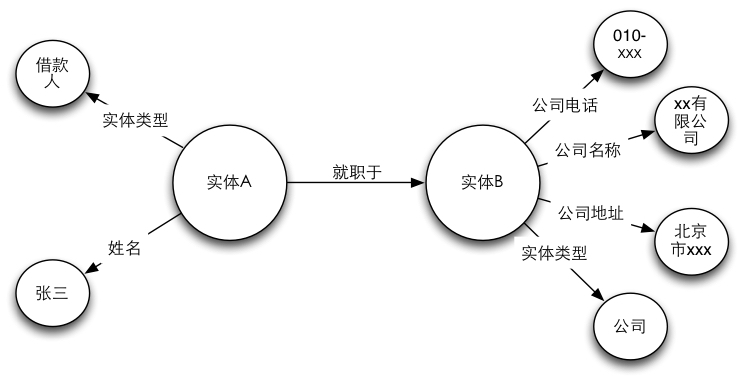 借款
人
实体类型
实体A
姓名
张三
就职于
实体B
公司电话
010-
xxx
公司名称
xx有
限公
司
公司地址
北京
市xxx
实体类型
公司